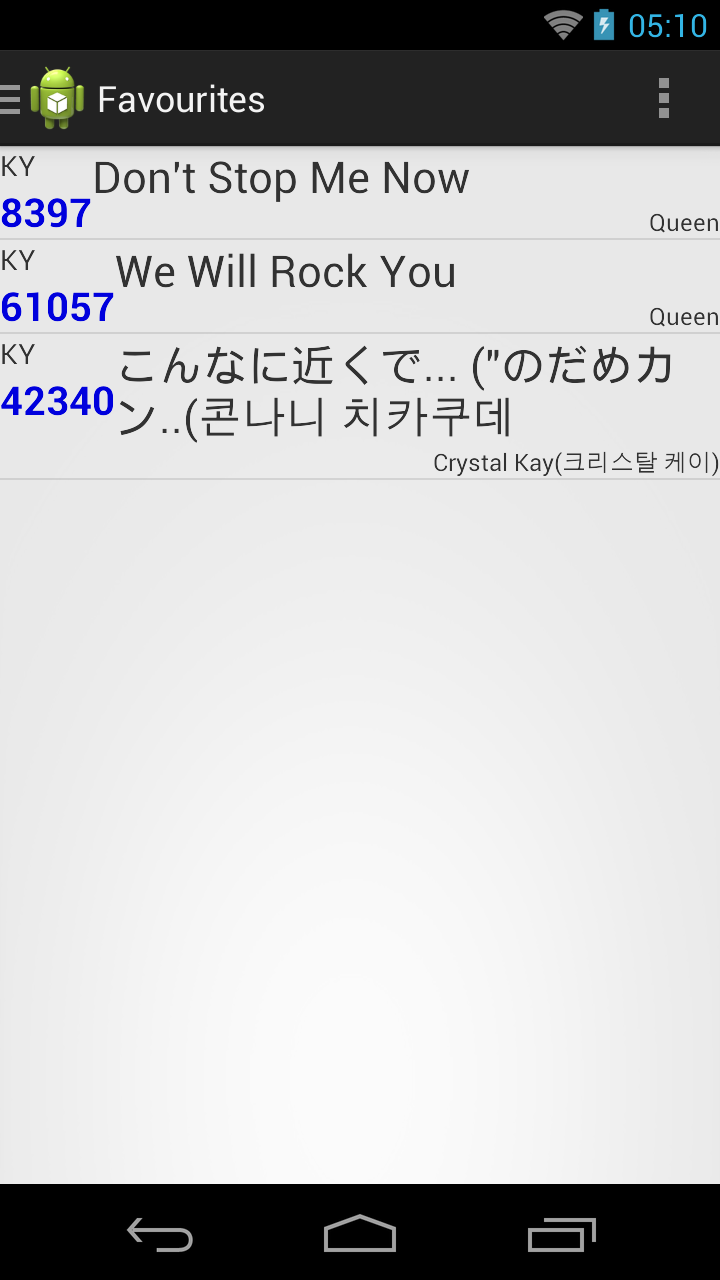 05:10
Favourites
KY
Don't Stop Me Now
8397
Queen
KY
We Will Rock You
61057
Queen
KY
こんなに近くで... ("のだめカ
42340
ン..(콘나니 치카쿠데
Crystal Kay(크리스탈 케이)